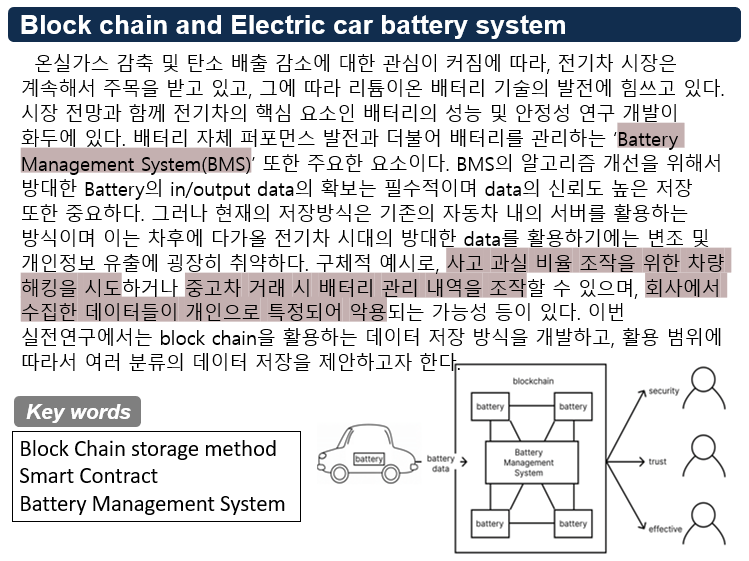 Block chain and Electric car battery system
온실가스 감축 및 탄소 배출 감소에 대한 관심이 커짐에 따라, 전기차 시장은
계속해서 주목을 받고 있고, 그에 따라 리튬이온 배터리 기술의 발전에 힘쓰고 있다.
시장 전망과 함께 전기차의 핵심 요소인 배터리의 성능 및 안정성 연구 개발이
화두에 있다. 배터리 자체 퍼포먼스 발전과 더불어 배터리를 관리하는 ‘Battery
Management System(BMS)’ 또한 주요한 요소이다. BMS의 알고리즘 개선을 위해서
방대한 Battery의 in/output data의 확보는 필수적이며 data의 신뢰도 높은 저장
또한 중요하다. 그러나 현재의 저장방식은 기존의 자동차 내의 서버를 활용하는
방식이며 이는 차후에 다가올 전기차 시대의 방대한 data를 활용하기에는 변조 및
개인정보 유출에 굉장히 취약하다. 구체적 예시로, 사고 과실 비율 조작을 위한 차량
해킹을 시도하거나 중고차 거래 시 배터리 관리 내역을 조작할 수 있으며, 회사에서
수집한 데이터들이 개인으로 특정되어 악용되는 가능성 등이 있다. 이번
실전연구에서는 block chain을 활용하는 데이터 저장 방식을 개발하고, 활용 범위에
따라서 여러 분류의 데이터 저장을 제안하고자 한다.
Key words
Block Chain storage method
Smart Contract
Battery Management System
battery
battery
data
blockchain
battery
battery
Battery
Management
System
battery
battery
security
trust
effective